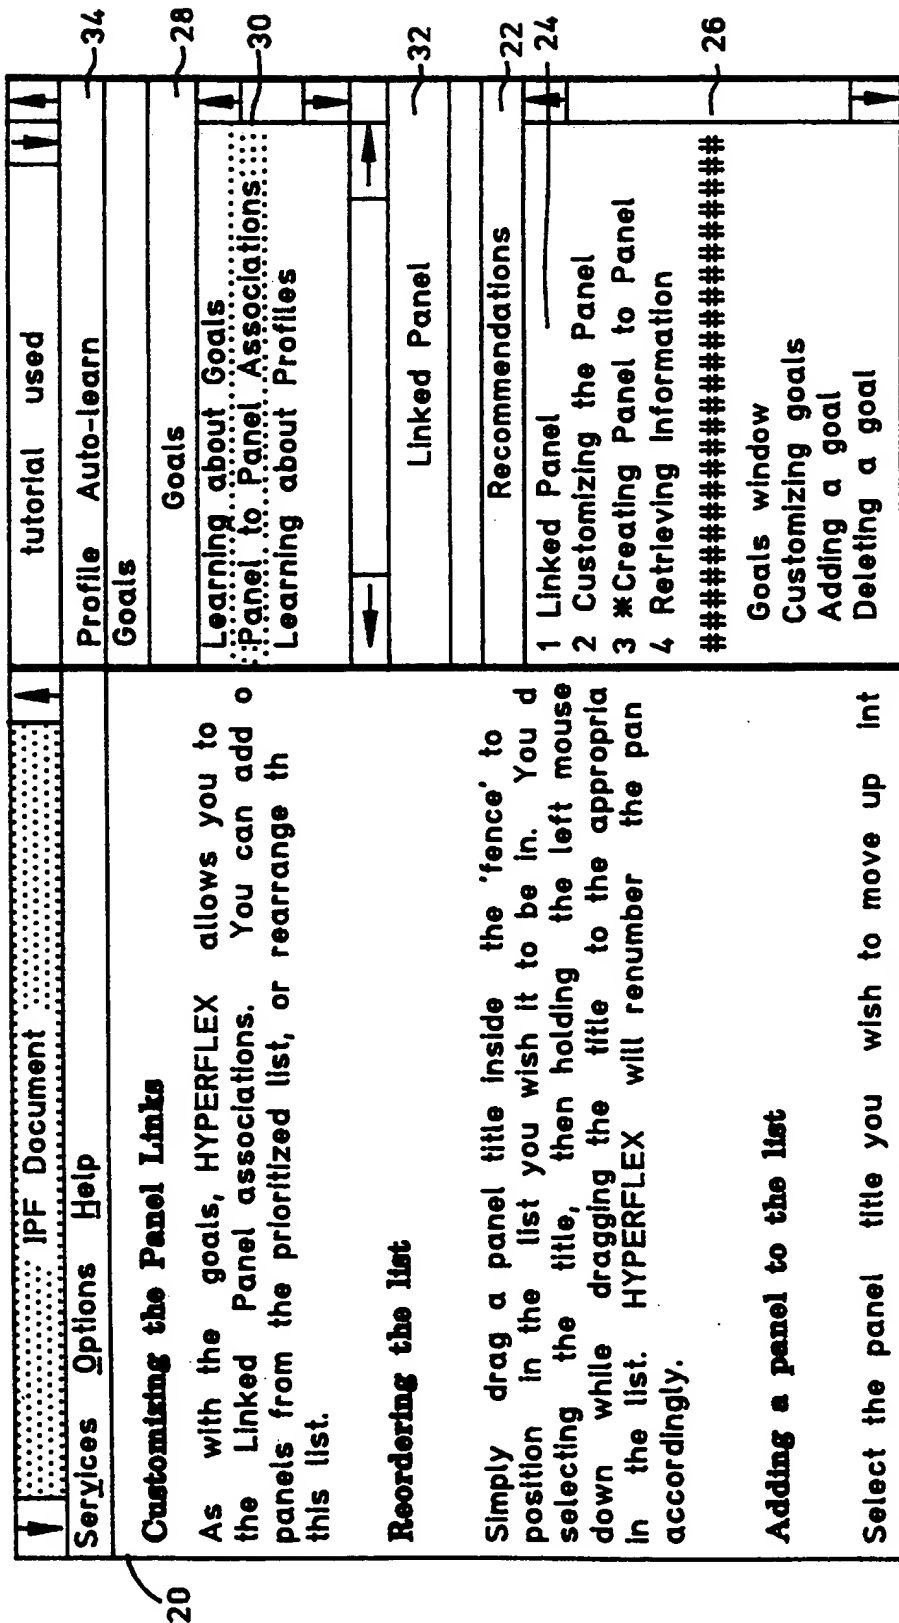 IPF Document
Services Options Help
Customizing the Panel Links
As with the goals, HYPERFLEX allows you to
the Linked Panel associations. You can add o
panels from the prioritized list, or rearrange th
this list.
Reordering the list
Simply drag a panel title inside the 'fence' to
position in the list you wish it to be in. You d
selecting the title, then holding the left mouse
down while dragging the title to the appropria
in the list. HYPERFLEX will renumber the pan
accordingly.
Adding a panel to the list
Select the panel title you wish to move up int
20
tutorial used
Profile Auto-learn
Goals
Goals
Learning about Goals
Panel to Panel Associations
Learning about Profiles
Linked Panel
Recommendations
1 Linked Panel
2 Customizing the Panel
3 *Creating Panel to Panel
4 Retrieving Information
########################
Goals window
Customizing goals
Adding a goal
Deleting a goal
34
28
30
32
22
24
26